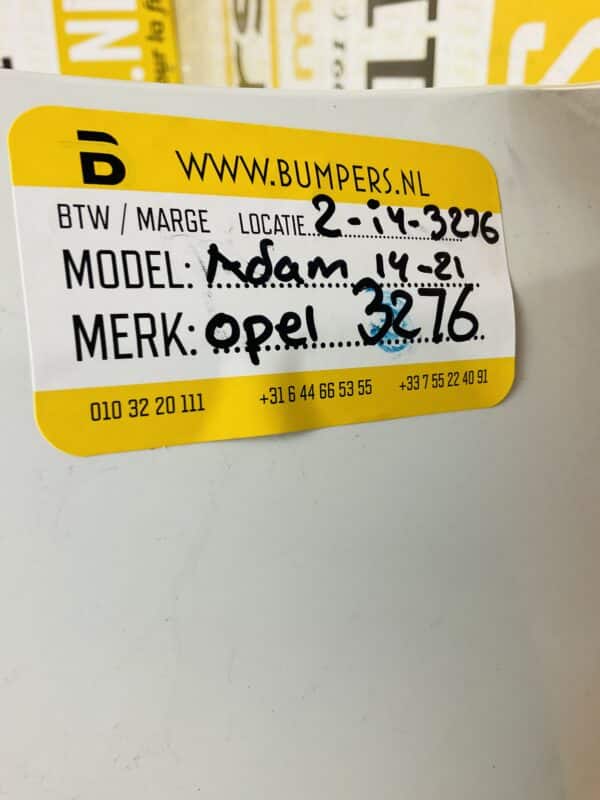 B WWW.BUMPERS.NL
BTW / MARGE LOCATIE 2-i4-3276
MODEL: Adam 14-21
MERK: opel 3276
010 32 20 111 +31 6 44 66 53 55 +33 7 55 22 40 91